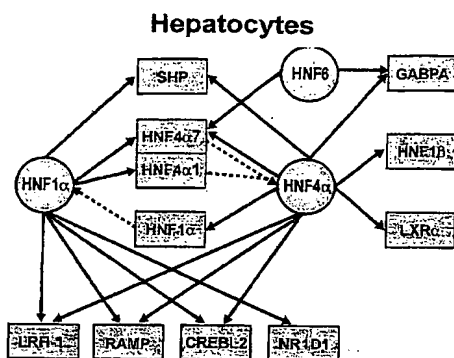 Hepatocytes
SHP
HNF6
GABPA
HNF4α7
HNF4α1
HNF1α
HNF4α
HNF1β
HNF1α
LXRα
LRH-1
RAMP
CREBL2
NR1D1